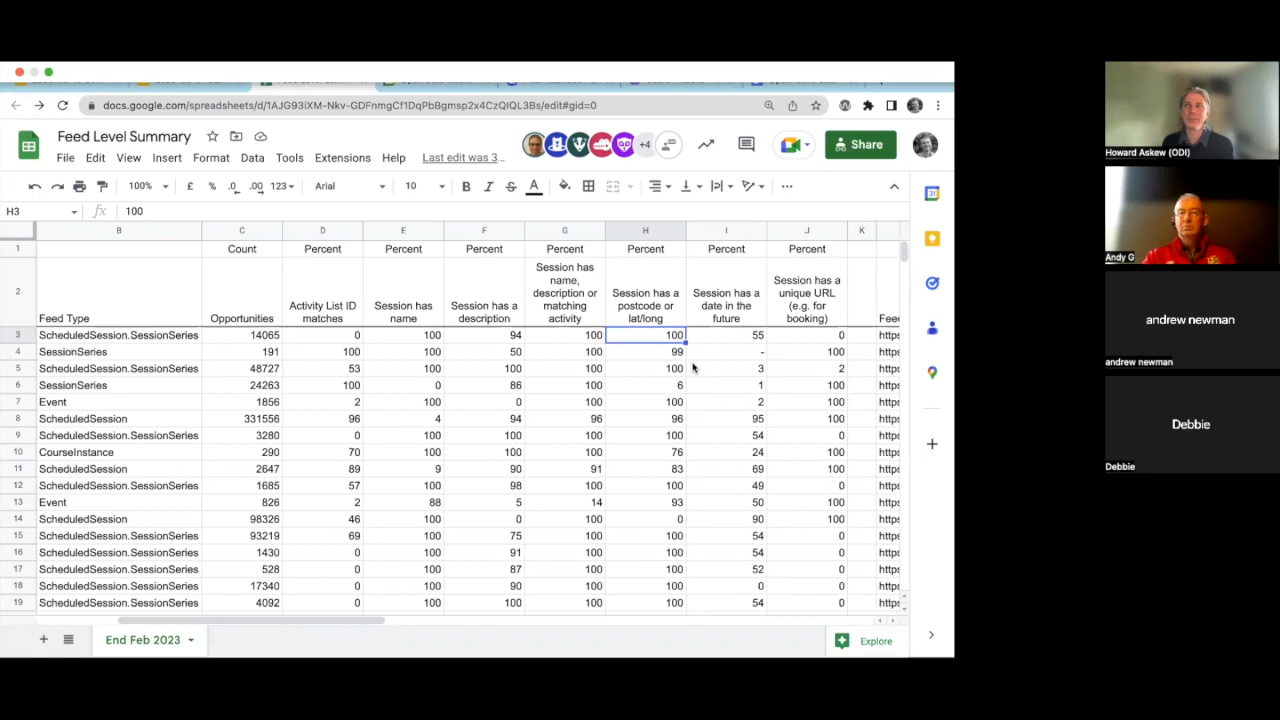 docs.google.com/spreadsheets/d/1AJG93iXM-Nkv-GDFnmgCf1DqPbBgmsp2x4CzQIQL3Bs/edit#gid=0
Feed Level Summary
File Edit View Insert Format Data Tools Extensions Help Last edit was 3...
+4
Share
100% £ % .0 .00 123 Arial 10 B I S A
H3 fx 100
B C D E F G H I J K
1 Count Percent Percent Percent Percent Percent Percent Percent
2 Feed Type Opportunities Activity List ID matches Session has name Session has a description Session has name, description or matching activity Session has a postcode or lat/long Session has a date in the future Session has a unique URL (e.g. for booking)
3 ScheduledSession.SessionSeries 14065 0 100 94 100 100 55 0 https
4 SessionSeries 191 100 100 50 100 99 - 100 https
5 ScheduledSession.SessionSeries 48727 53 100 100 100 100 3 2 https
6 SessionSeries 24263 100 0 86 100 6 1 100 https
7 Event 1856 2 100 0 100 100 2 100 https
8 ScheduledSession 331556 96 4 94 96 96 95 100 https
9 ScheduledSession.SessionSeries 3280 0 100 100 100 100 54 0 https
10 CourseInstance 290 70 100 100 100 76 24 100 https
11 ScheduledSession 2647 89 9 90 91 83 69 100 https
12 ScheduledSession.SessionSeries 1685 57 100 98 100 100 49 0 https
13 Event 826 2 88 5 14 93 50 100 https
14 ScheduledSession 98326 46 100 0 100 0 90 100 https
15 ScheduledSession.SessionSeries 93219 69 100 75 100 100 54 0 https
16 ScheduledSession.SessionSeries 1430 0 100 91 100 100 54 0 https
17 ScheduledSession.SessionSeries 528 0 100 87 100 100 52 0 https
18 ScheduledSession.SessionSeries 17340 0 100 90 100 100 0 0 https
19 ScheduledSession.SessionSeries 4092 0 100 100 100 100 54 0 https
End Feb 2023
Explore
Howard Askew (ODI)
Andy G
andrew newman
andrew newman
Debbie
Debbie